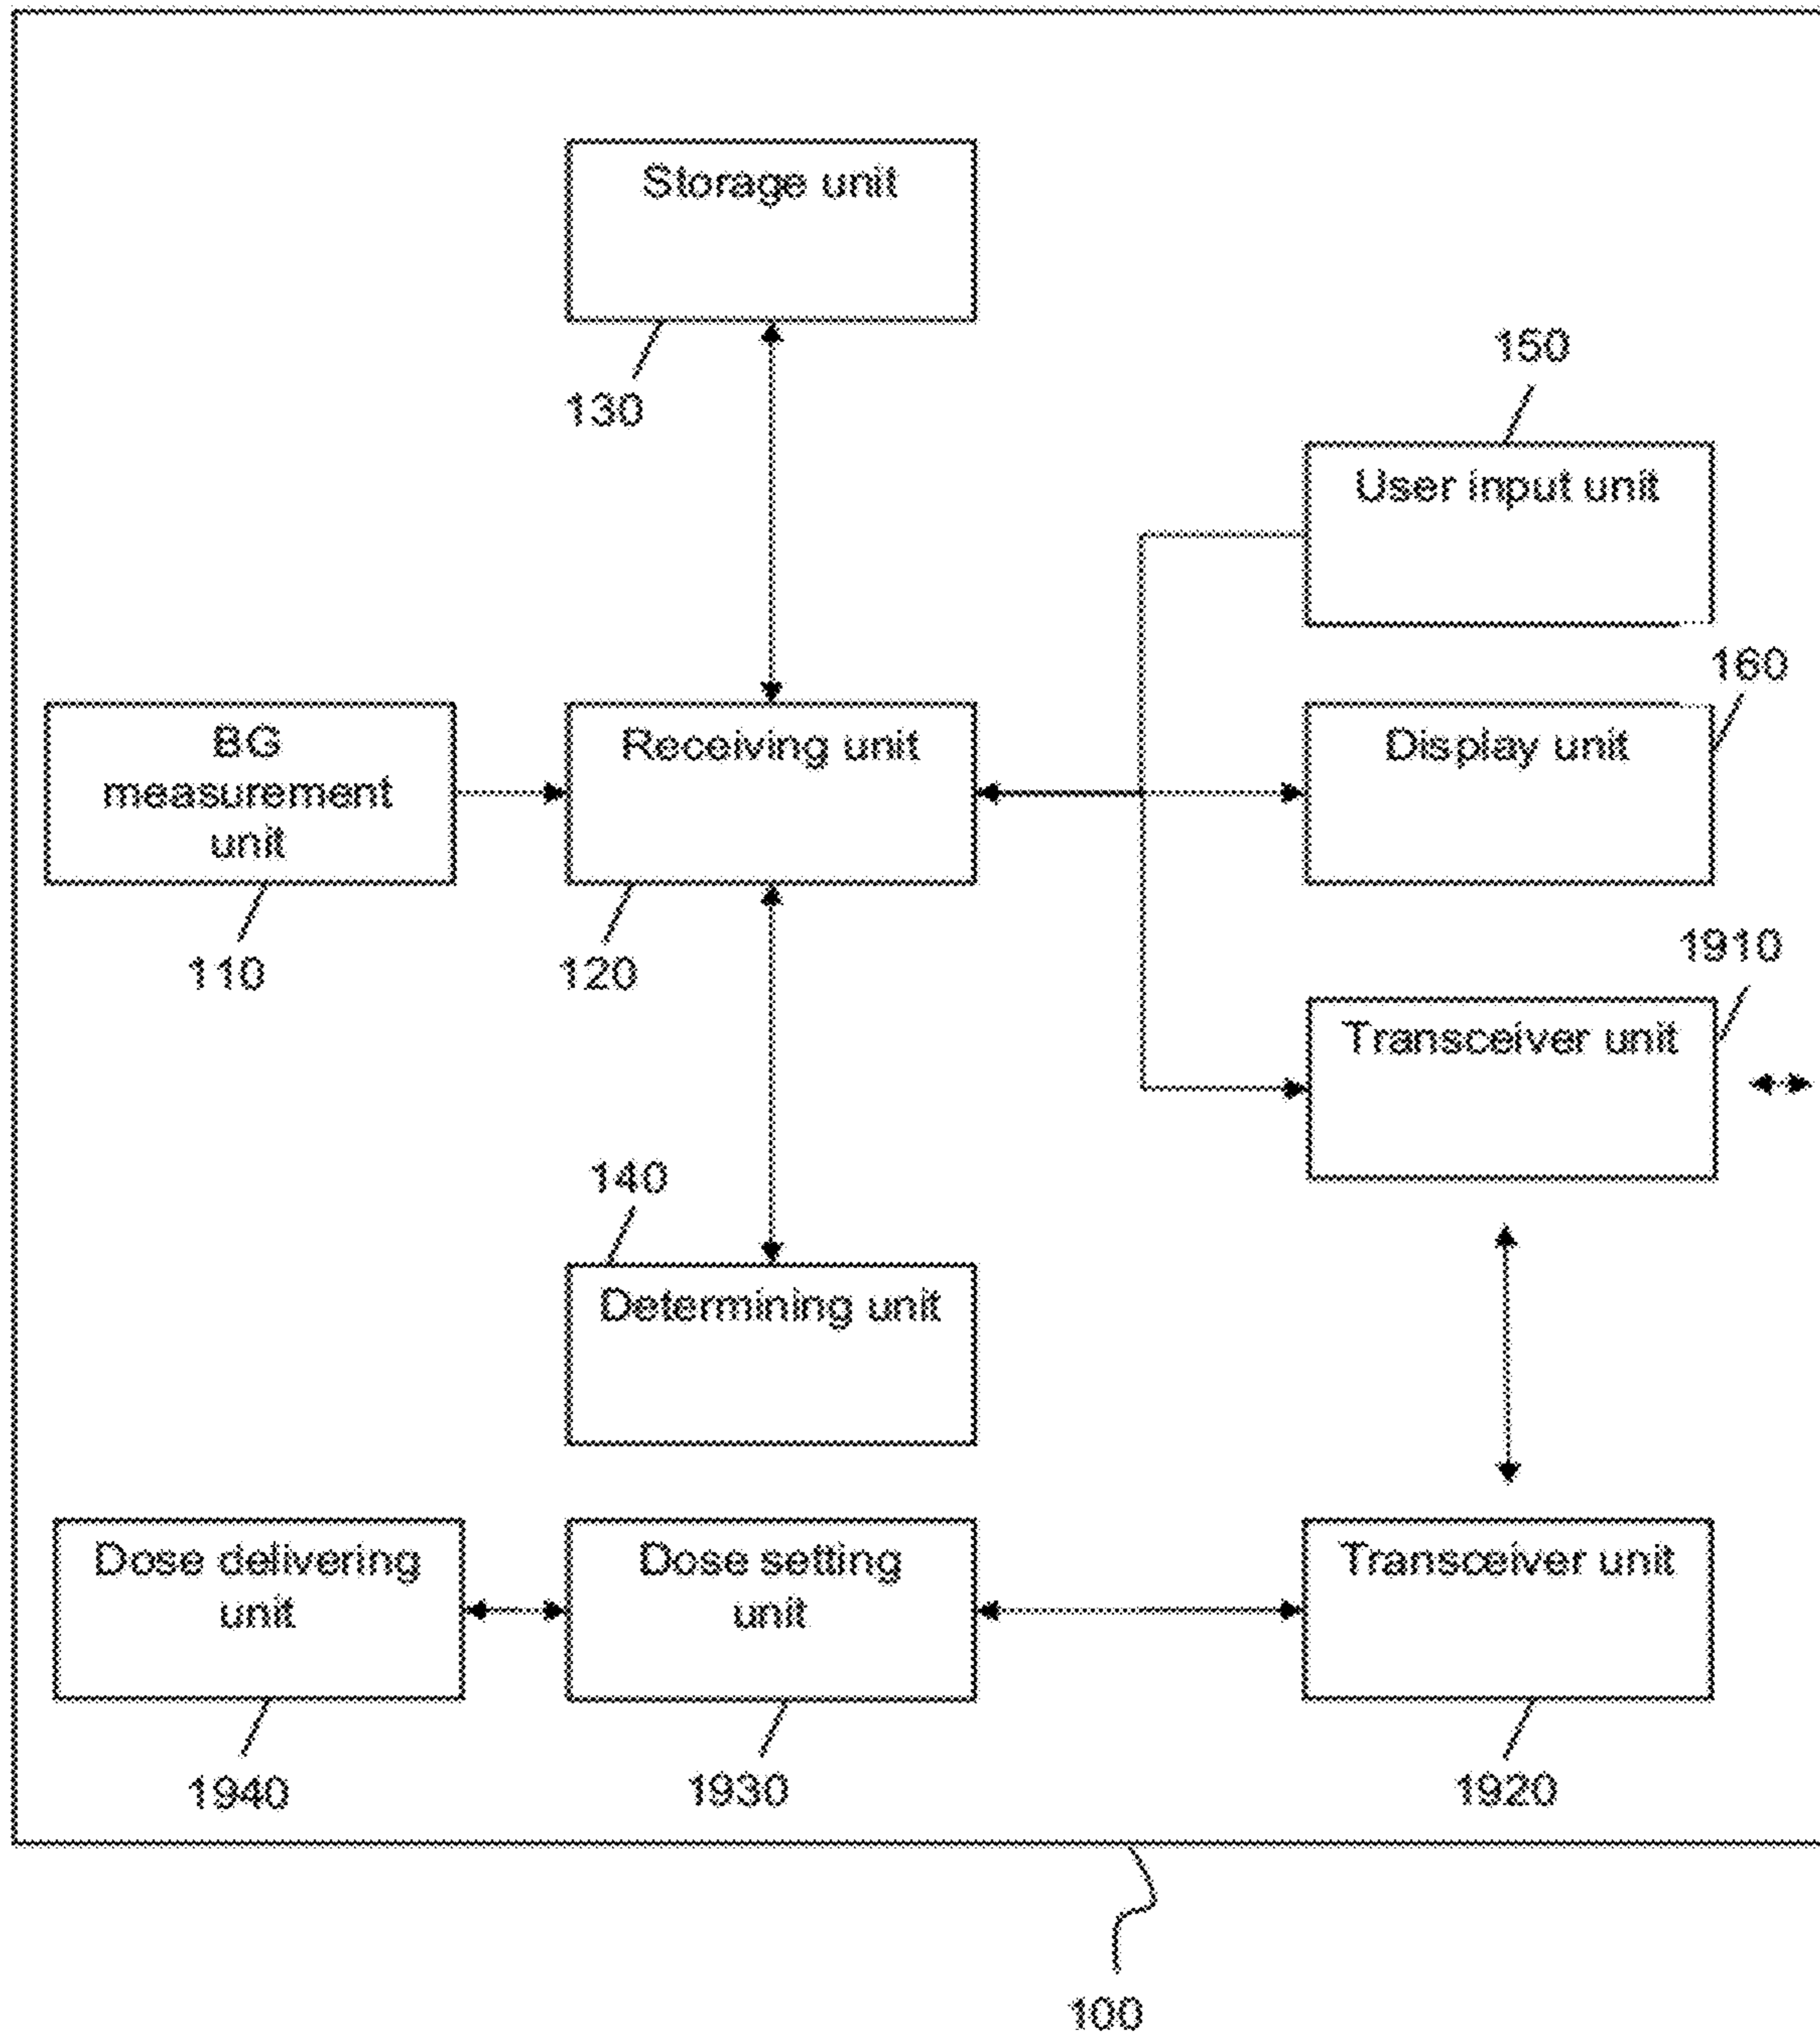 Storage unit
130
150
User input unit
160
BG
measurement
unit
Receiving unit
Display unit
110
120
1910
Transceiver unit
140
Determining unit
Dose delivering
unit
Dose setting
unit
Transceiver unit
1940
1930
1920
100